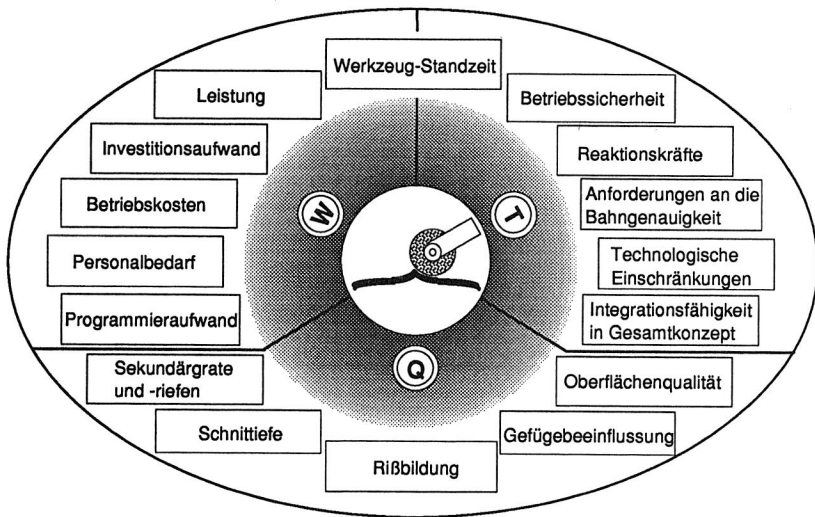 Werkzeug-Standzeit
Leistung
Betriebssicherheit
Investitionsaufwand
Reaktionskräfte
Betriebskosten
Anforderungen an die
Bahngenauigkeit
W
T
Personalbedarf
Technologische
Einschränkungen
Programmieraufwand
Integrationsfähigkeit
in Gesamtkonzept
Sekundärgrate
und -riefen
Q
Oberflächenqualität
Schnittiefe
Gefügebeeinflussung
Rißbildung